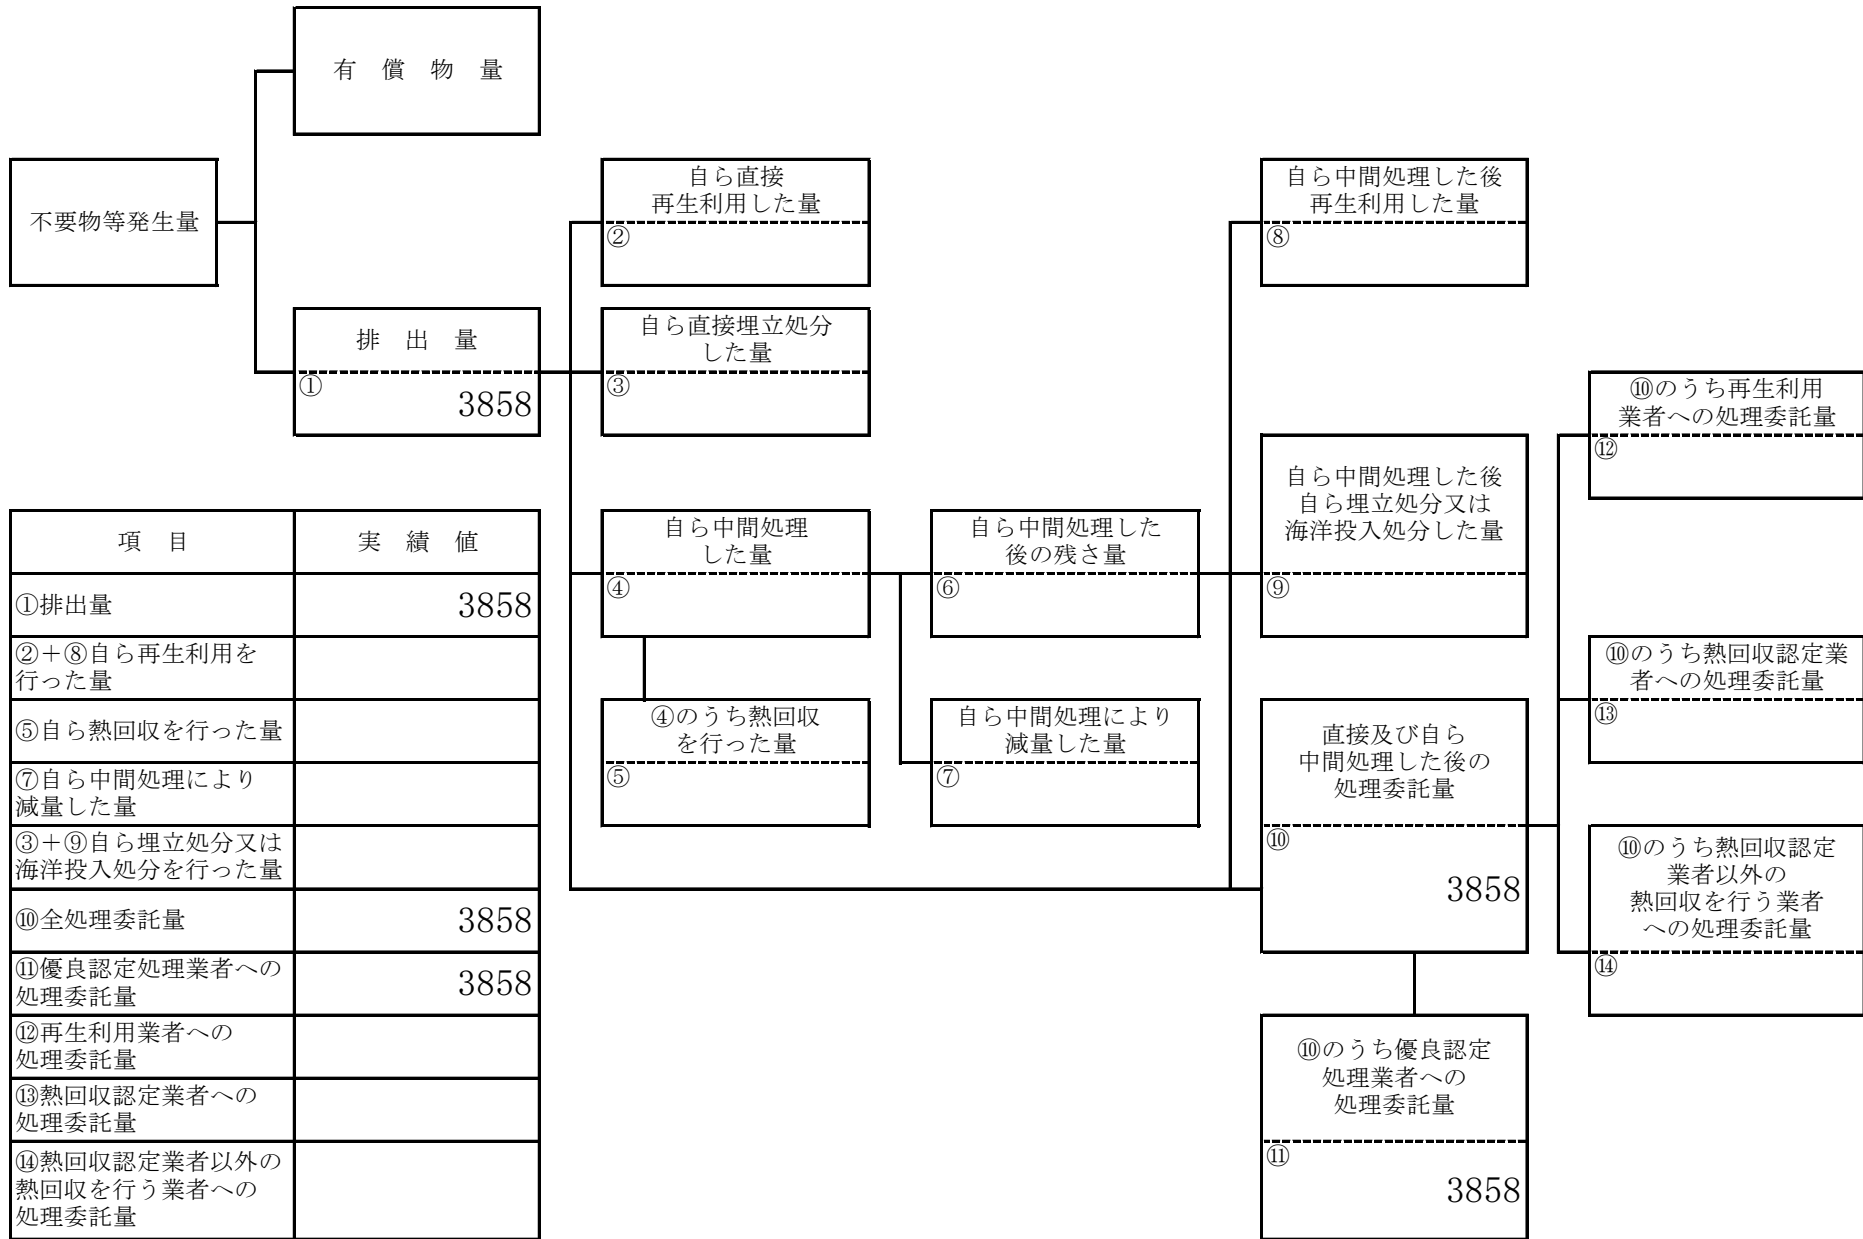 有　償　物　量
不要物等発生量
排　出　量
①
3858
自ら直接
再生利用した量
②
自ら直接埋立処分
した量
③
自ら中間処理
した量
④
④のうち熱回収
を行った量
⑤
自ら中間処理した
後の残さ量
⑥
自ら中間処理により
減量した量
⑦
自ら中間処理した後
再生利用した量
⑧
自ら中間処理した後
自ら埋立処分又は
海洋投入処分した量
⑨
直接及び自ら
中間処理した後の
処理委託量
⑩
3858
⑩のうち優良認定
処理業者への
処理委託量
⑪
3858
⑩のうち再生利用
業者への処理委託量
⑫
⑩のうち熱回収認定業
者への処理委託量
⑬
⑩のうち熱回収認定
業者以外の
熱回収を行う業者
への処理委託量
⑭
項　目
実　績　値
①排出量
3858
②＋⑧自ら再生利用を
行った量
⑤自ら熱回収を行った量
⑦自ら中間処理により
減量した量
③＋⑨自ら埋立処分又は
海洋投入処分を行った量
⑩全処理委託量
3858
⑪優良認定処理業者への
処理委託量
3858
⑫再生利用業者への
処理委託量
⑬熱回収認定業者への
処理委託量
⑭熱回収認定業者以外の
熱回収を行う業者への
処理委託量